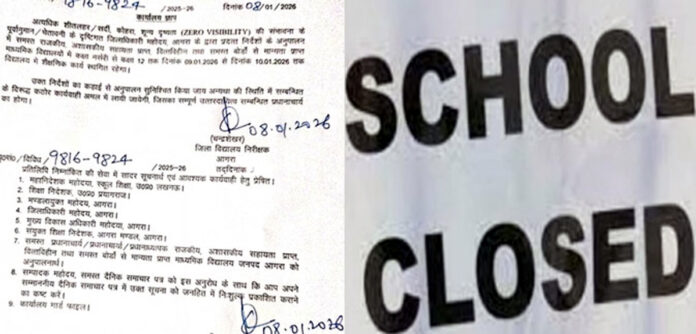 9816-9824 / 2025-26 दिनांक 08/01/2026
कार्यालय ज्ञाप
अत्यधिक शीतलहर/सर्दी, कोहरा, शून्य दृश्यता (ZERO VISIBILITY) की संभावना के
पूर्वानुमान/चेतावनी के दृष्टिगत जिलाधिकारी महोदय, आगरा के द्वारा प्रदत्त निर्देशों के अनुपालन
में समस्त राजकीय, अशासकीय सहायता प्राप्त, वित्तविहीन तथा समस्त बोर्ड से मान्यता प्राप्त
माध्यमिक विद्यालयों में कक्षा नर्सरी से कक्षा 12 तक दिनांक 09.01.2026 से दिनांक 10.01.2026 तक
विद्यालय में शैक्षणिक कार्य स्थगित रहेगा।
उक्त निर्देशों का कड़ाई से अनुपालन सुनिश्चित किया जाय अन्यथा की स्थिति में सम्बन्धित
के विरूद्ध कठोर कार्यवाही अमल में लायी जायेगी, जिसका सम्पूर्ण उत्तरदायित्व सम्बन्धित प्रधानाचार्य
का होगा।
08.01.2026
(चन्द्रशेखर)
जिला विद्यालय निरीक्षक
आगरा
/विविध/ 9816-9824 /2025-26 तद्दिनांक
प्रतिलिपि निम्नांकित की सेवा में सादर सूचनार्थ एवं आवश्यक कार्यवाही हेतु प्रेषित।
1. महानिदेशक महोदया, स्कूल शिक्षा, उ0प्र0 लखनऊ।
2. शिक्षा निदेशक, उ0प्र0 प्रयागराज।
3. मण्डलायुक्त महोदय, आगरा।
4. जिलाधिकारी महोदय, आगरा।
5. मुख्य विकास अधिकारी महोदया, आगरा।
6. संयुक्त शिक्षा निदेशक, आगरा मण्डल, आगरा।
7. समस्त प्रधानाचार्य/प्रधानाचार्या/प्रधानाध्यापक राजकीय, अशासकीय सहायता प्राप्त,
वित्तविहीन तथा समस्त बोर्ड से मान्यता प्राप्त माध्यमिक विद्यालय जनपद आगरा को
अनुपालनार्थ।
8. सम्पादक महोदय, समस्त दैनिक समाचार पत्र को इस अनुरोध के साथ कि आप अपने
सम्मानीय दैनिक समाचार पत्र में उक्त सूचना को जनहित में निःशुल्क प्रकाशित कराने
का कष्ट करें।
9. कार्यालय गार्ड फाईल।
08.01.2026
SCHOOL
CLOSED